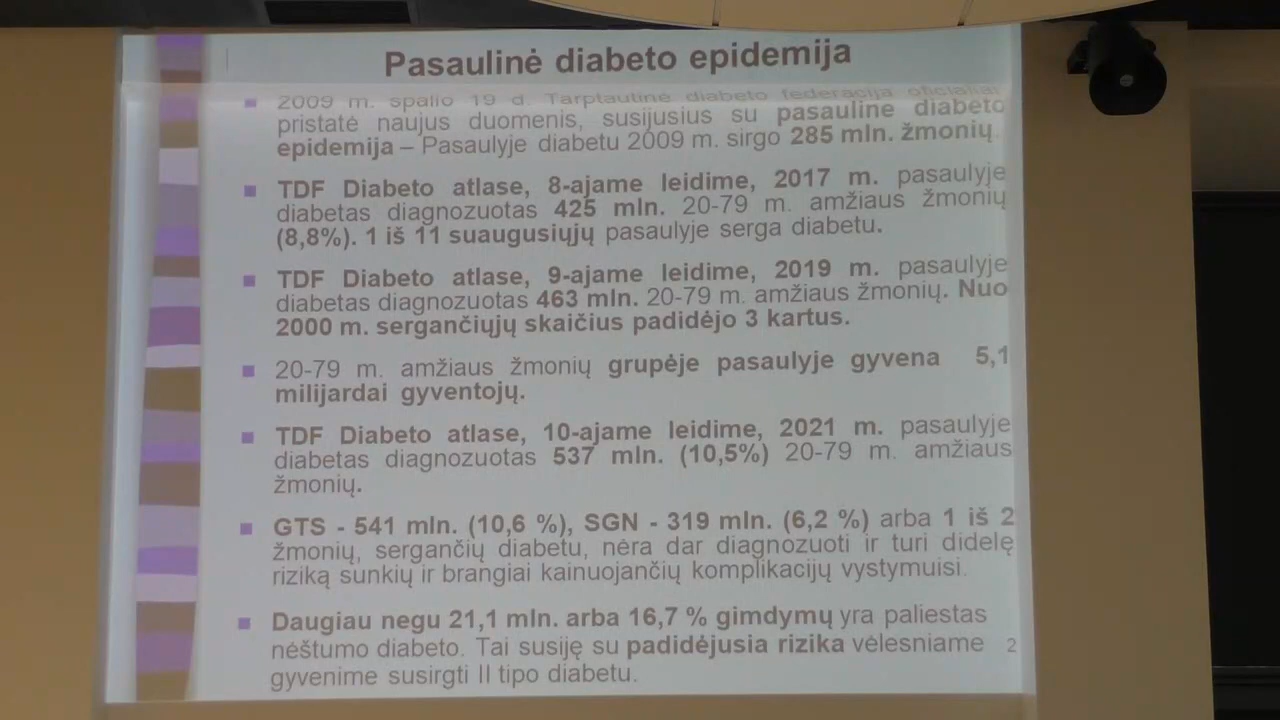 Pasaulinė diabeto epidemija
2009 m. spalio 19 d. Tarptautinė diabeto federacija oficialiai
pristatė naujus duomenis, susijusius su pasauline diabeto
epidemija – Pasaulyje diabetu 2009 m. sirgo 285 mln. žmonių.
TDF Diabeto atlase, 8-ajame leidime, 2017 m. pasaulyje
diabetas diagnozuotas 425 mln. 20-79 m. amžiaus žmonių
(8,8%). 1 iš 11 suaugusiųjų pasaulyje serga diabetu.
TDF Diabeto atlase, 9-ajame leidime, 2019 m. pasaulyje
diabetas diagnozuotas 463 mln. 20-79 m. amžiaus žmonių. Nuo
2000 m. sergančiųjų skaičius padidėjo 3 kartus.
20-79 m. amžiaus žmonių grupėje pasaulyje gyvena 5,1
milijardai gyventojų.
TDF Diabeto atlase, 10-ajame leidime, 2021 m. pasaulyje
diabetas diagnozuotas 537 mln. (10,5%) 20-79 m. amžiaus
žmonių.
GTS - 541 mln. (10,6 %), SGN - 319 mln. (6,2 %) arba 1 iš 2
žmonių, sergančių diabetu, nėra dar diagnozuoti ir turi didelę
riziką sunkių ir brangiai kainuojančių komplikacijų vystymuisi.
Daugiau negu 21,1 mln. arba 16,7 % gimdymų yra paliestas
nėštumo diabeto. Tai susiję su padidėjusia rizika vėlesniame
gyvenime susirgti II tipo diabetu.
2